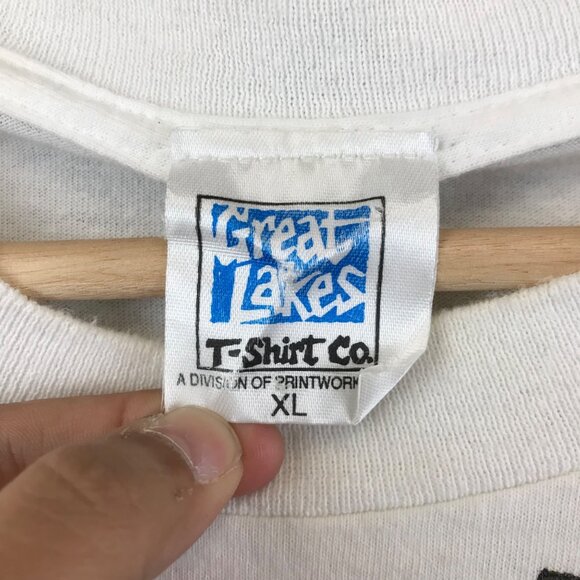 Great
Lakes
T-Shirt Co.
A DIVISION OF PRINTWORK
XL